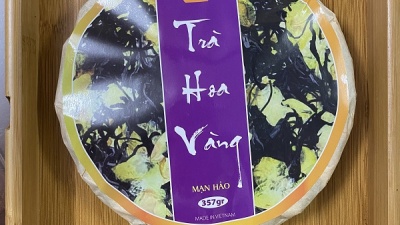 Trà
Hoa
Vàng
MẠN HẢO
357gr
MADE IN VIETNAM